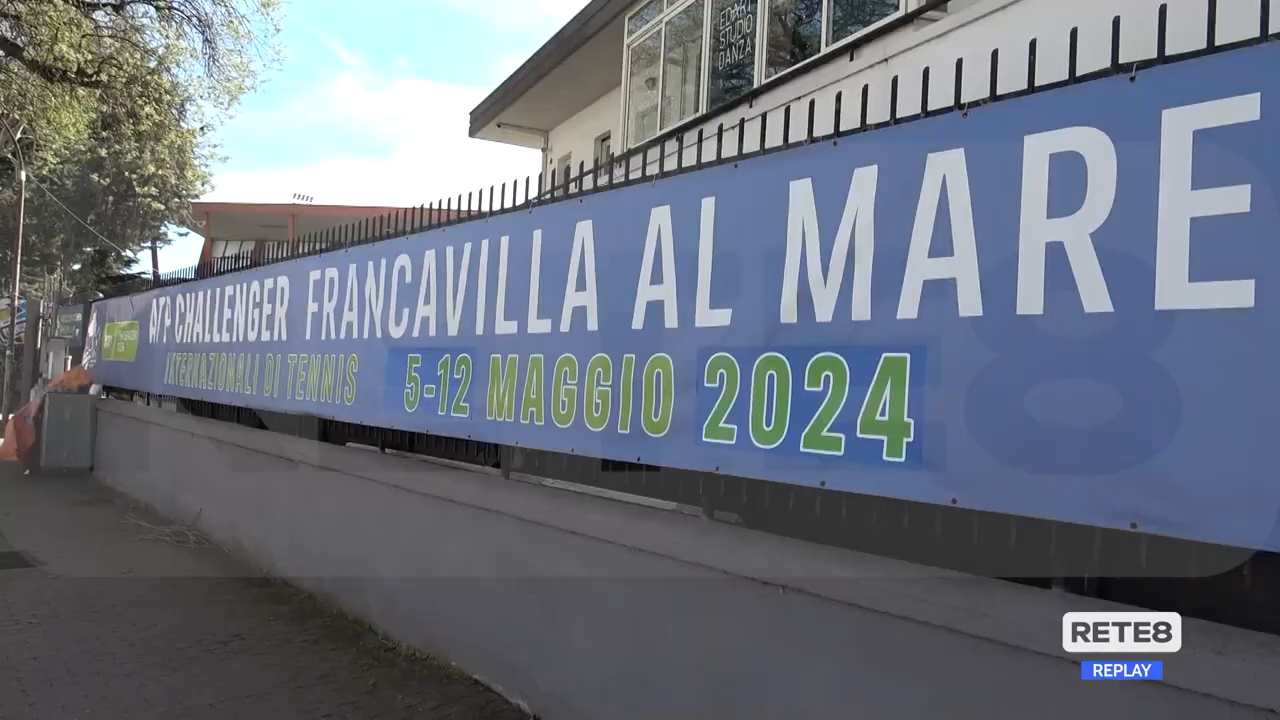 EDART
STUDIO
DANZA
ATP CHALLENGER FRANCAVILLA AL MARE
INTERNAZIONALI DI TENNIS 5-12 MAGGIO 2024
RETE8
REPLAY